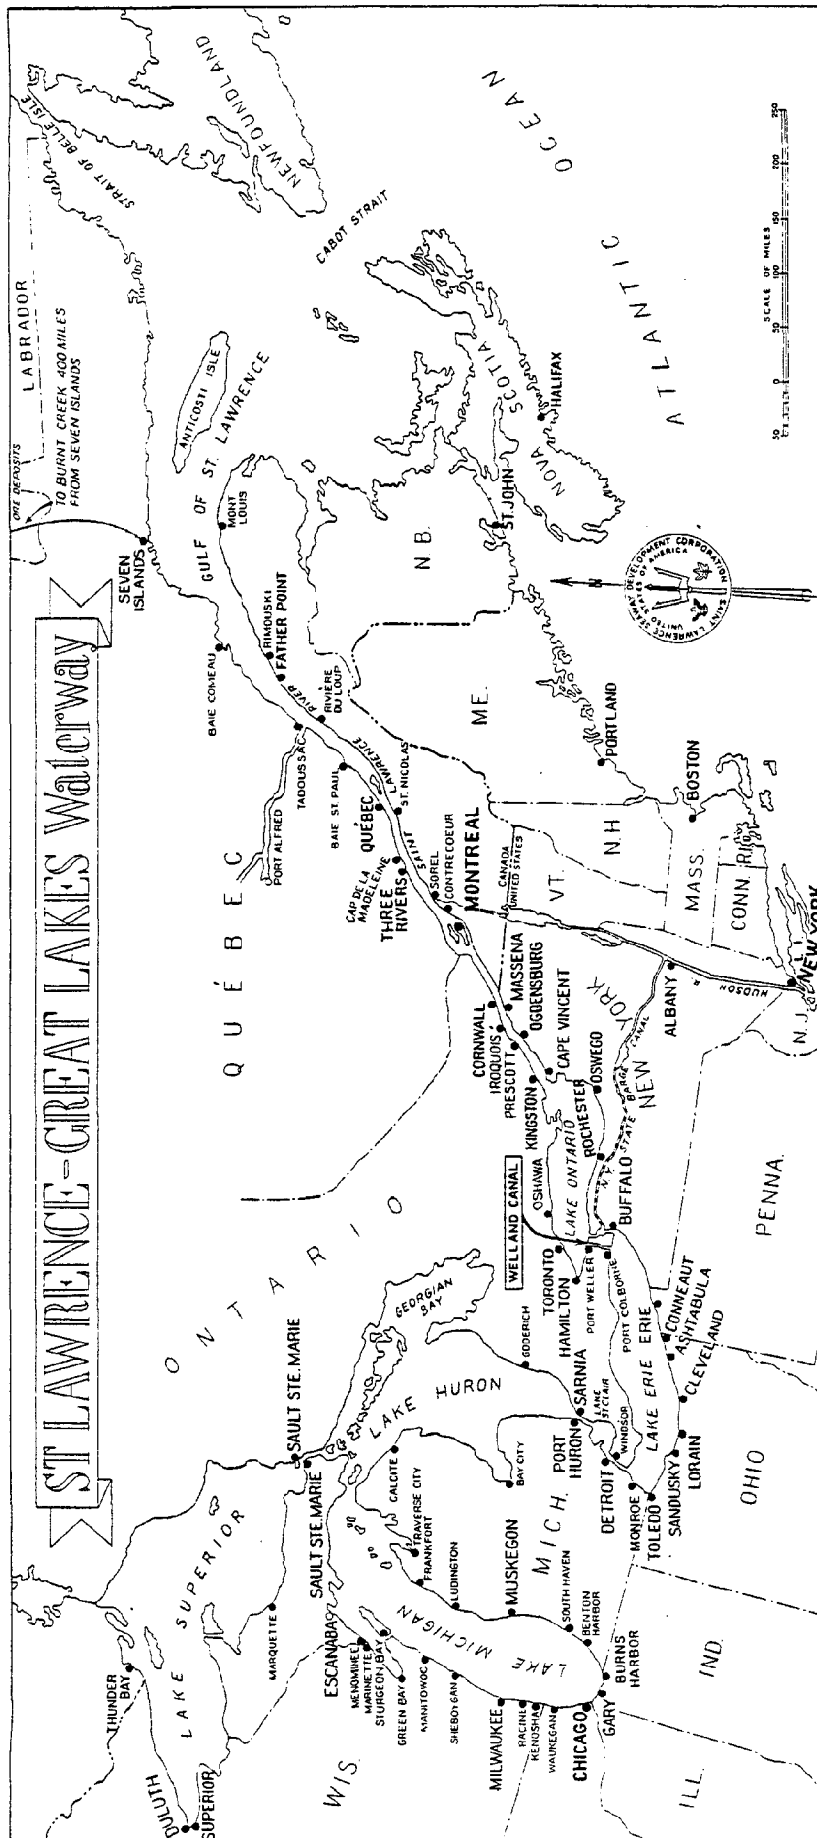 ST LAWRENCE-GREAT LAKES Waterway
ORE DEPOSITS
LABRADOR
TO BURNT CREEK 400 MILES
FROM SEVEN ISLANDS
STRAIT OF BELLE ISLE
NEWFOUNDLAND
CABOT STRAIT
ATLANTIC
OCEAN
SEVEN
ISLANDS
GULF OF ST. LAWRENCE
ANTICOSTI ISLE
MONT
LOUIS
BAIE COMEAU
RIMOUSKI
FATHER POINT
RIVIÈRE
DU LOUP
TADOUSSAC
PORT ALFRED
BAIE ST. PAUL
QUÉBEC
QUÉBEC
ST. NICOLAS
SAINT LAWRENCE RIVER
CAP DE LA
MADELEINE
THREE
RIVERS
SOREL
CONTRECOEUR
MONTREAL
CANADA
UNITED STATES
N.B.
ST. JOHN
NOVA SCOTIA
HALIFAX
ME.
PORTLAND
N.H
VT.
BOSTON
MASS.
CONN.
R.I.
L.I.
NEW YORK
N.J.
HUDSON R.
ALBANY
NEW YORK
N.Y. STATE BARGE CANAL
CORNWALL
IROQUOIS
PRESCOTT
KINGSTON
MASSENA
OGDENSBURG
CAPE VINCENT
OSWEGO
ROCHESTER
LAKE ONTARIO
OSHAWA
TORONTO
HAMILTON
WELLAND CANAL
PORT WELLER
PORT COLBORNE
BUFFALO
PENNA.
ERIE
CONNEAUT
ASHTABULA
CLEVELAND
LORAIN
SANDUSKY
TOLEDO
MONROE
LAKE ERIE
OHIO
ONTARIO
GEORGIAN
BAY
GODERICH
LAKE HURON
SARNIA
PORT
HURON
LAKE
ST. CLAIR
WINDSOR
DETROIT
BAY CITY
MICH.
CALCITE
SAULT STE. MARIE
SAULT STE. MARIE
LAKE SUPERIOR
THUNDER
BAY
DULUTH
SUPERIOR
MARQUETTE
ESCANABA
MENOMINEE
MARINETTE
STURGEON BAY
GREEN BAY
MANITOWOC
SHEBOYGAN
MILWAUKEE
RACINE
KENOSHA
WAUKEGAN
CHICAGO
GARY
BURNS
HARBOR
BENTON
HARBOR
SOUTH HAVEN
MUSKEGON
LUDINGTON
FRANKFORT
TRAVERSE CITY
LAKE MICHIGAN
WIS.
ILL.
IND.
N
SAINT LAWRENCE SEAWAY DEVELOPMENT CORPORATION
UNITED STATES OF AMERICA
SCALE OF MILES
50 0 50 100 150 200 250